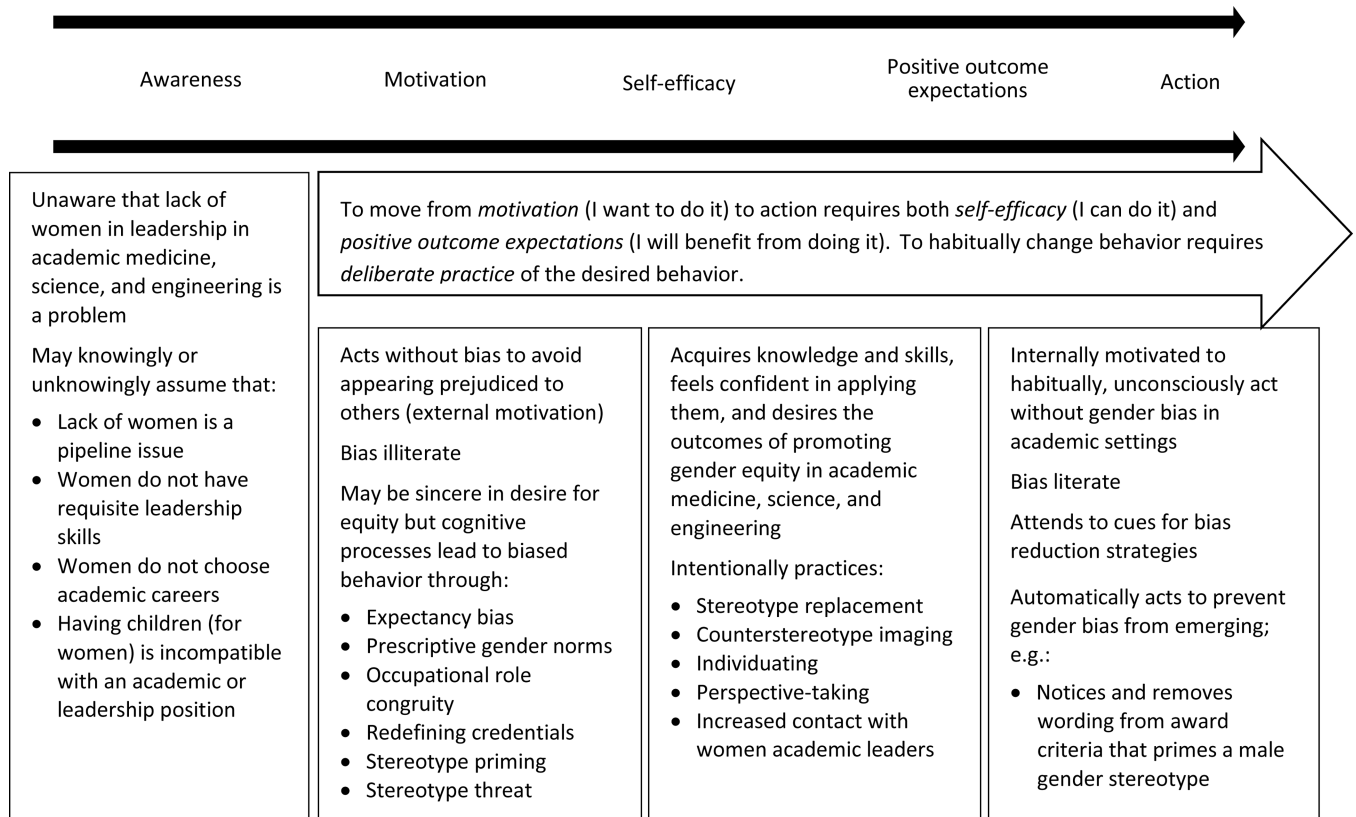 Awareness
Motivation
Self-efficacy
Positive outcome
expectations
Action
Unaware that lack of
women in leadership in
academic medicine,
science, and engineering is
a problem
May knowingly or
unknowingly assume that:
• Lack of women is a
pipeline issue
• Women do not have
requisite leadership
skills
• Women do not choose
academic careers
• Having children (for
women) is incompatible
with an academic or
leadership position
To move from motivation (I want to do it) to action requires both self-efficacy (I can do it) and
positive outcome expectations (I will benefit from doing it). To habitually change behavior requires
deliberate practice of the desired behavior.
Acts without bias to avoid
appearing prejudiced to
others (external motivation)
Bias illiterate
May be sincere in desire for
equity but cognitive
processes lead to biased
behavior through:
• Expectancy bias
• Prescriptive gender norms
• Occupational role
congruity
• Redefining credentials
• Stereotype priming
• Stereotype threat
Acquires knowledge and skills,
feels confident in applying
them, and desires the
outcomes of promoting
gender equity in academic
medicine, science, and
engineering
Intentionally practices:
• Stereotype replacement
• Counterstereotype imaging
• Individuating
• Perspective-taking
• Increased contact with
women academic leaders
Internally motivated to
habitually, unconsciously act
without gender bias in
academic settings
Bias literate
Attends to cues for bias
reduction strategies
Automatically acts to prevent
gender bias from emerging;
e.g.:
• Notices and removes
wording from award
criteria that primes a male
gender stereotype